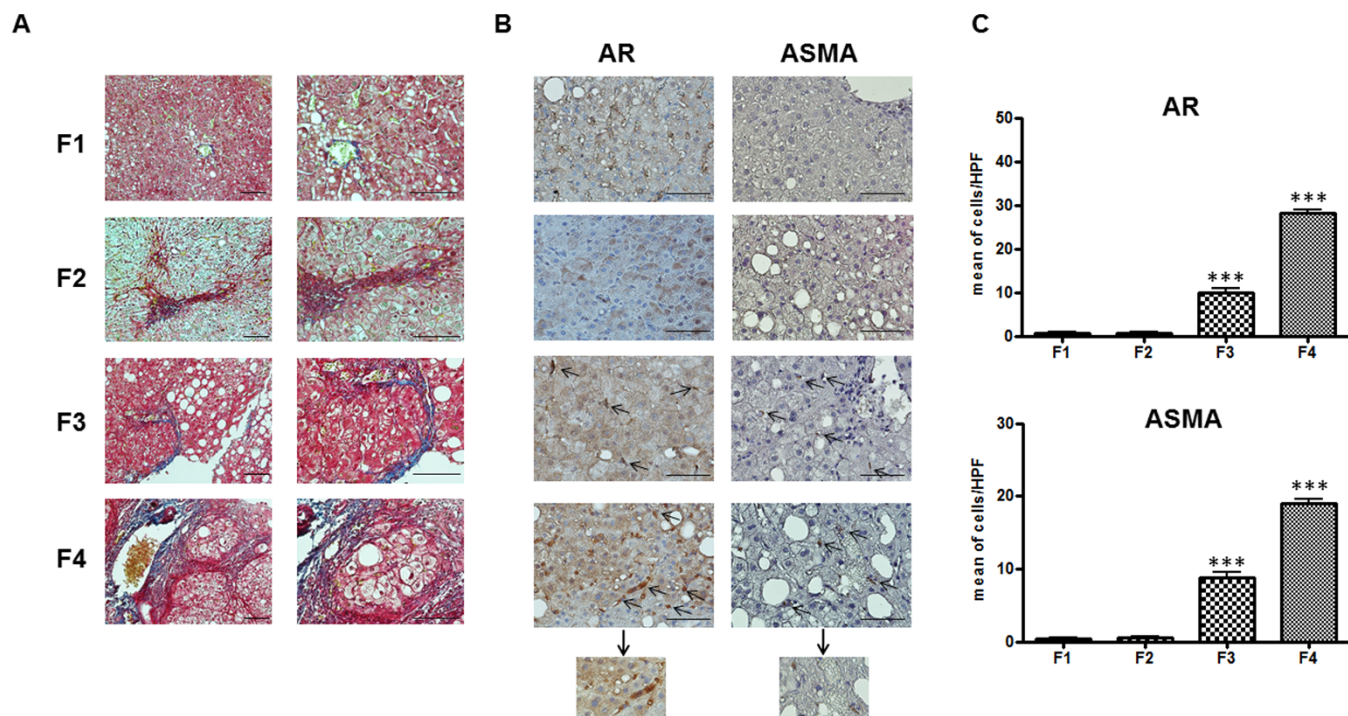 A
B
C
AR
ASMA
F1
F2
F3
F4
AR
mean of cells/HPF
50
40
30
20
10
0
***
***
F1
F2
F3
F4
ASMA
mean of cells/HPF
30
20
10
0
***
***
F1
F2
F3
F4